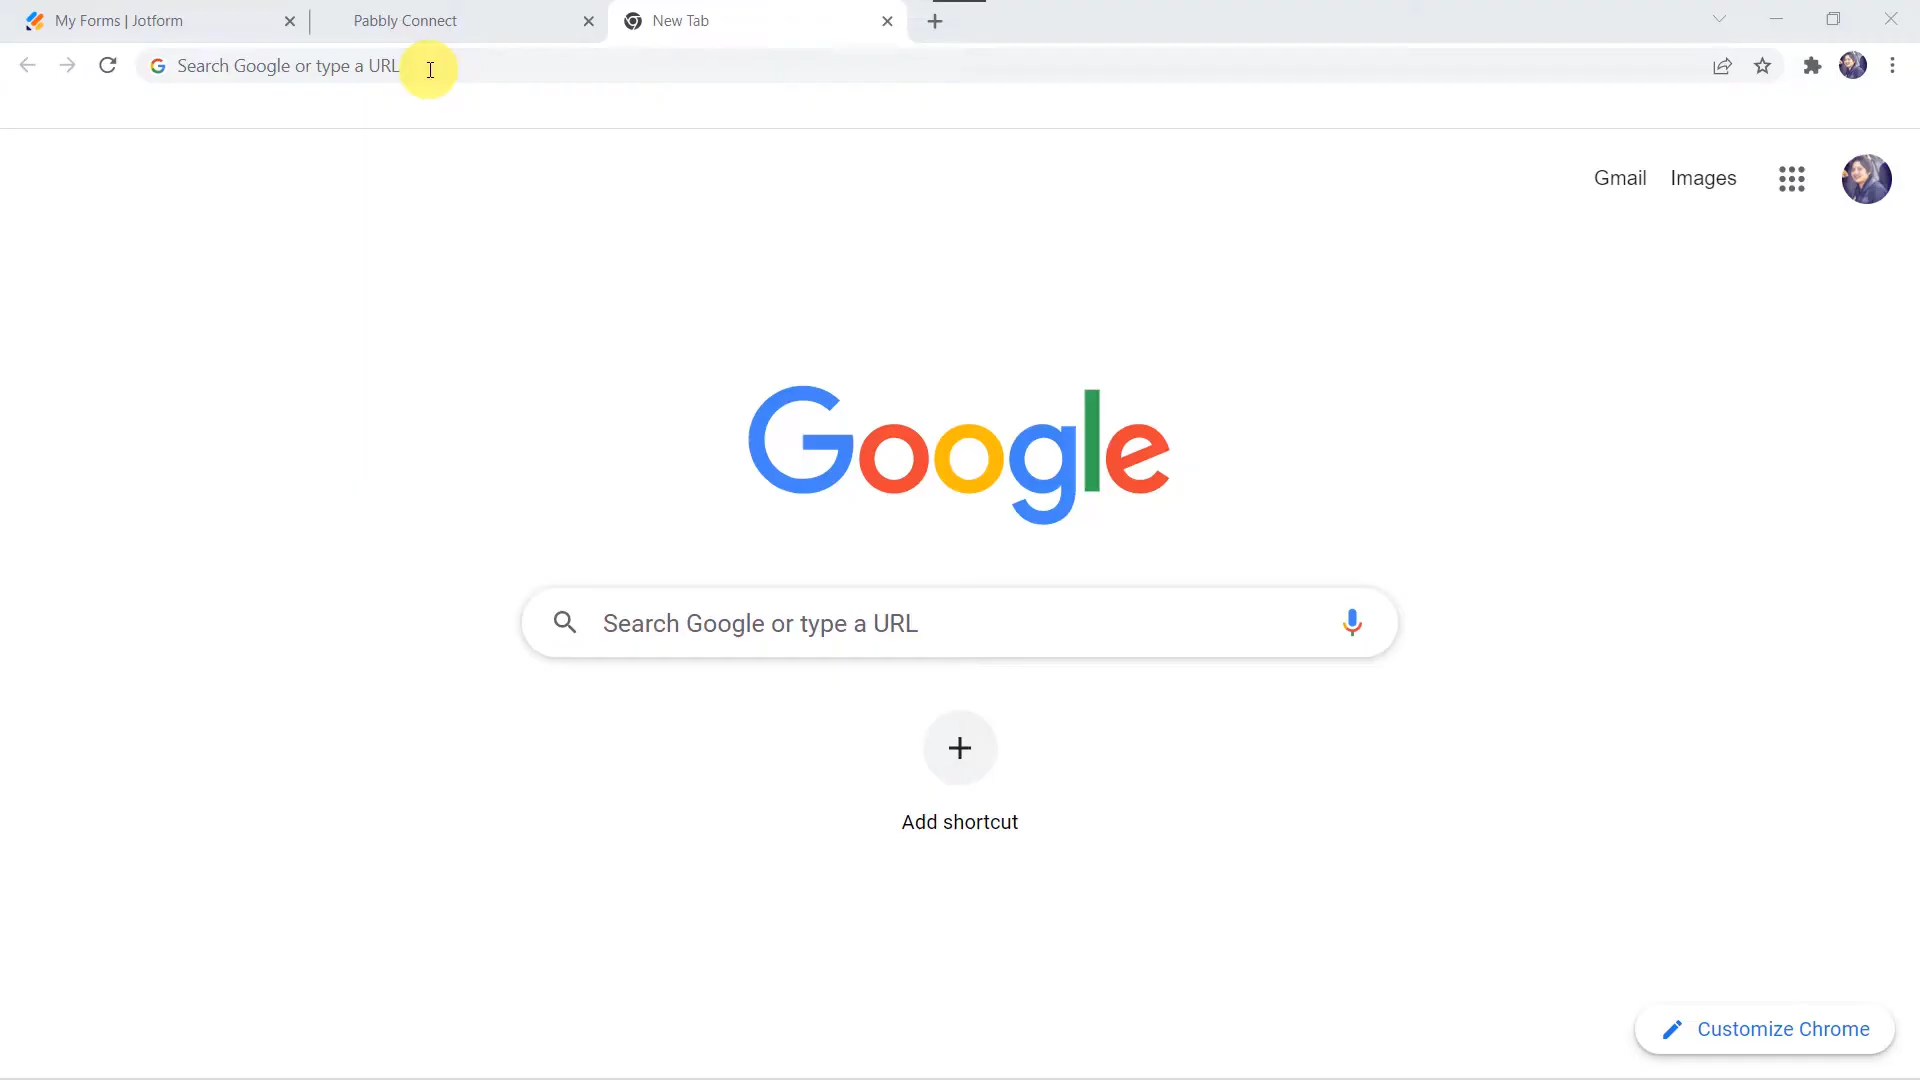 My Forms | Jotform
Pabbly Connect
New Tab
Search Google or type a URL
Gmail
Images
Google
Search Google or type a URL
Add shortcut
Customize Chrome